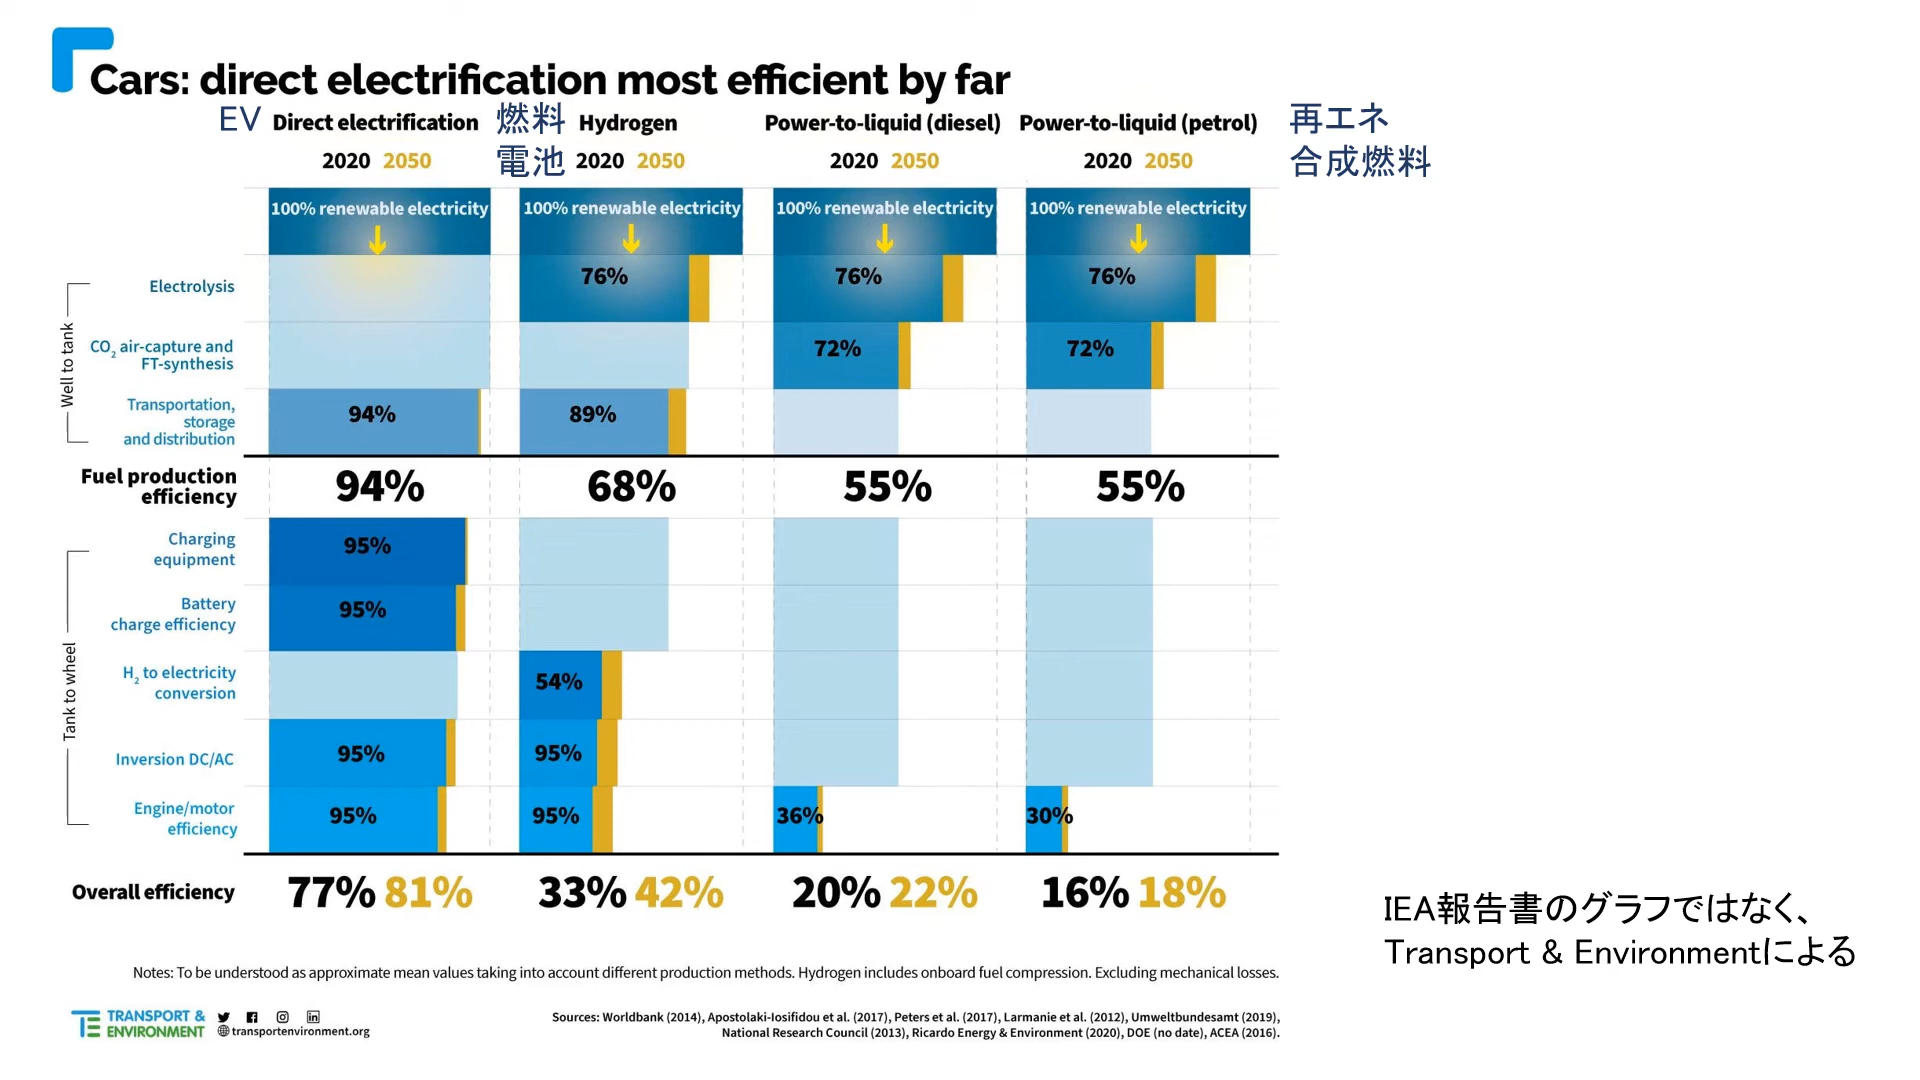 Cars: direct electrification most efficient by far
EV Direct electrification 燃料 Hydrogen Power-to-liquid (diesel) Power-to-liquid (petrol) 再エネ
2020 2050 電池 2020 2050 2020 2050 2020 2050 合成燃料
100% renewable electricity 100% renewable electricity 100% renewable electricity 100% renewable electricity
Well to tank
Electrolysis 76% 76% 76%
CO2 air-capture and
FT-synthesis 72% 72%
Transportation,
storage
and distribution 94% 89%
Fuel production
efficiency 94% 68% 55% 55%
Tank to wheel
Charging
equipment 95%
Battery
charge efficiency 95%
H2 to electricity
conversion 54%
Inversion DC/AC 95% 95%
Engine/motor
efficiency 95% 95% 36% 30%
Overall efficiency 77% 81% 33% 42% 20% 22% 16% 18%
IEA報告書のグラフではなく、
Transport & Environmentによる
Notes: To be understood as approximate mean values taking into account different production methods. Hydrogen includes onboard fuel compression. Excluding mechanical losses.
TE TRANSPORT &
ENVIRONMENT
transportenvironment.org
Sources: Worldbank (2014), Apostolaki-Iosifidou et al. (2017), Peters et al. (2017), Larmanie et al. (2012), Umweltbundesamt (2019),
National Research Council (2013), Ricardo Energy & Environment (2020), DOE (no date), ACEA (2016).